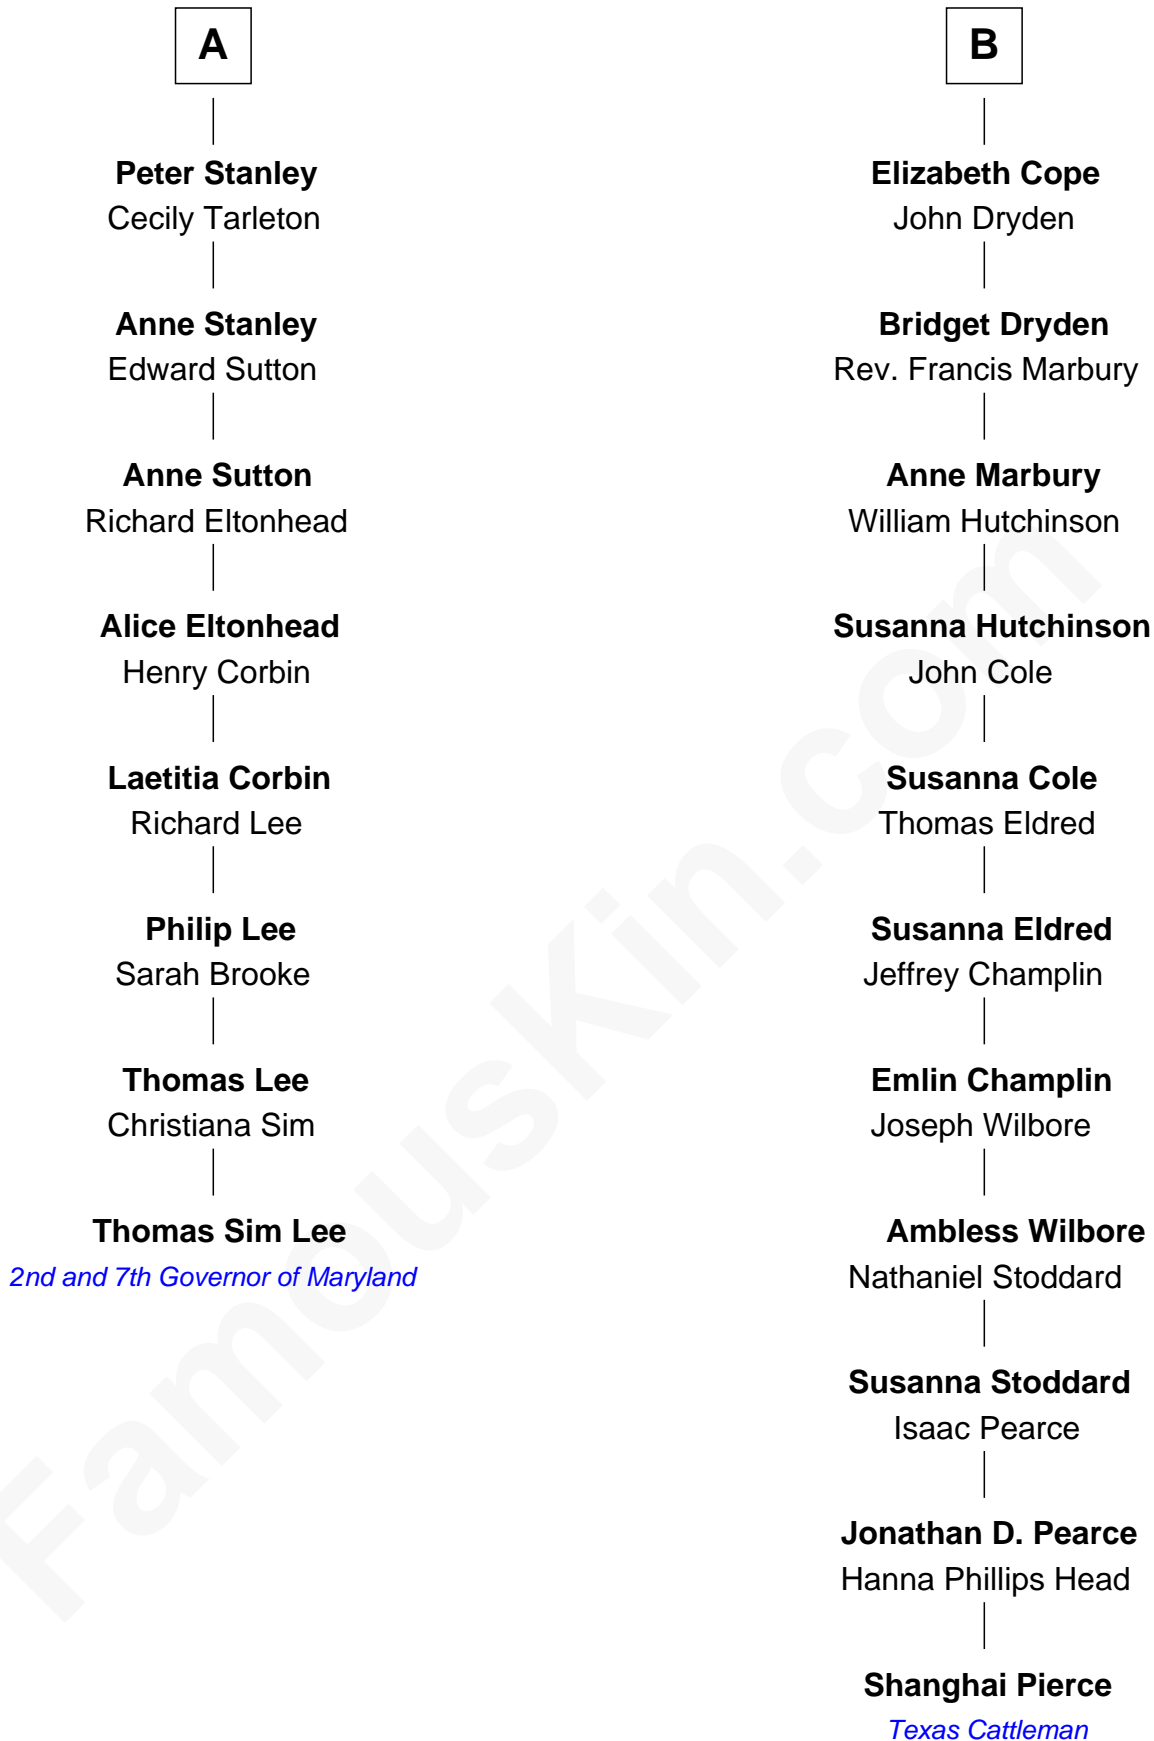 A
Peter Stanley
Cecily Tarleton
Anne Stanley
Edward Sutton
Anne Sutton
Richard Eltonhead
Alice Eltonhead
Henry Corbin
Laetitia Corbin
Richard Lee
Philip Lee
Sarah Brooke
Thomas Lee
Christiana Sim
Thomas Sim Lee
2nd and 7th Governor of Maryland
B
Elizabeth Cope
John Dryden
Bridget Dryden
Rev. Francis Marbury
Anne Marbury
William Hutchinson
Susanna Hutchinson
John Cole
Susanna Cole
Thomas Eldred
Susanna Eldred
Jeffrey Champlin
Emlin Champlin
Joseph Wilbore
Ambless Wilbore
Nathaniel Stoddard
Susanna Stoddard
Isaac Pearce
Jonathan D. Pearce
Hanna Phillips Head
Shanghai Pierce
Texas Cattleman
FamousKin.com